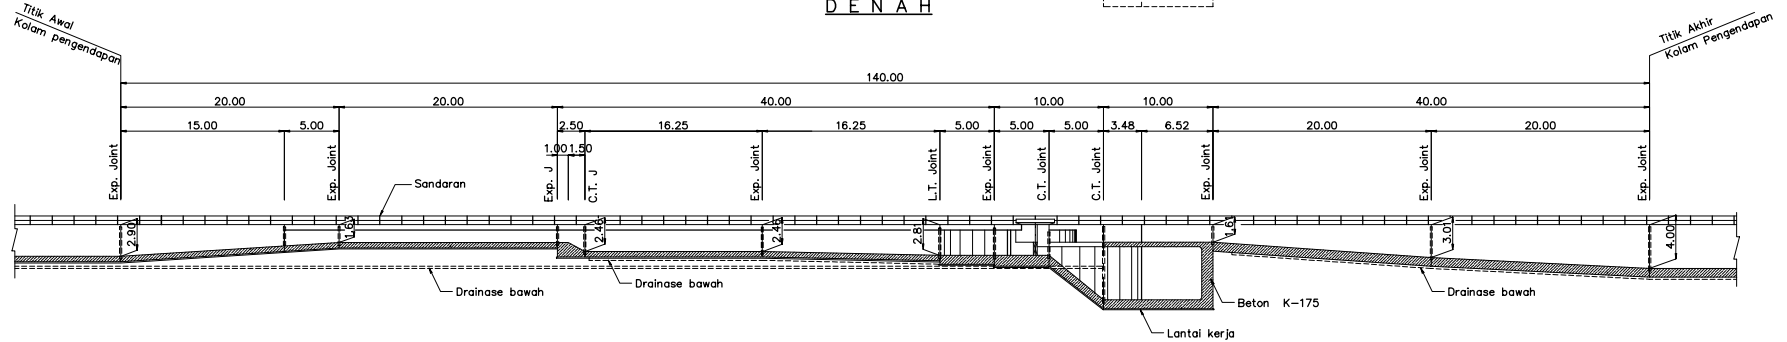 D E N A H
Titik Awal
Kolam pengendapan
Titik Akhir
Kolam Pengendapan
140.00
20.00 20.00 40.00 10.00 10.00 40.00
15.00 5.00 2.50 16.25 16.25 5.00 5.00 5.00 3.48 6.52 20.00 20.00
1.00 1.50
Exp. Joint
Exp. Joint
Exp. J
C.T. J
Exp. Joint
L.T. Joint
Exp. Joint
C.T. Joint
C.T. Joint
Exp. Joint
Exp. Joint
Exp. Joint
Sandaran
2.90
1.63
2.46
2.46
2.81
1.61
3.01
4.00
Drainase bawah
Drainase bawah
Drainase bawah
Beton K-175
Lantai kerja